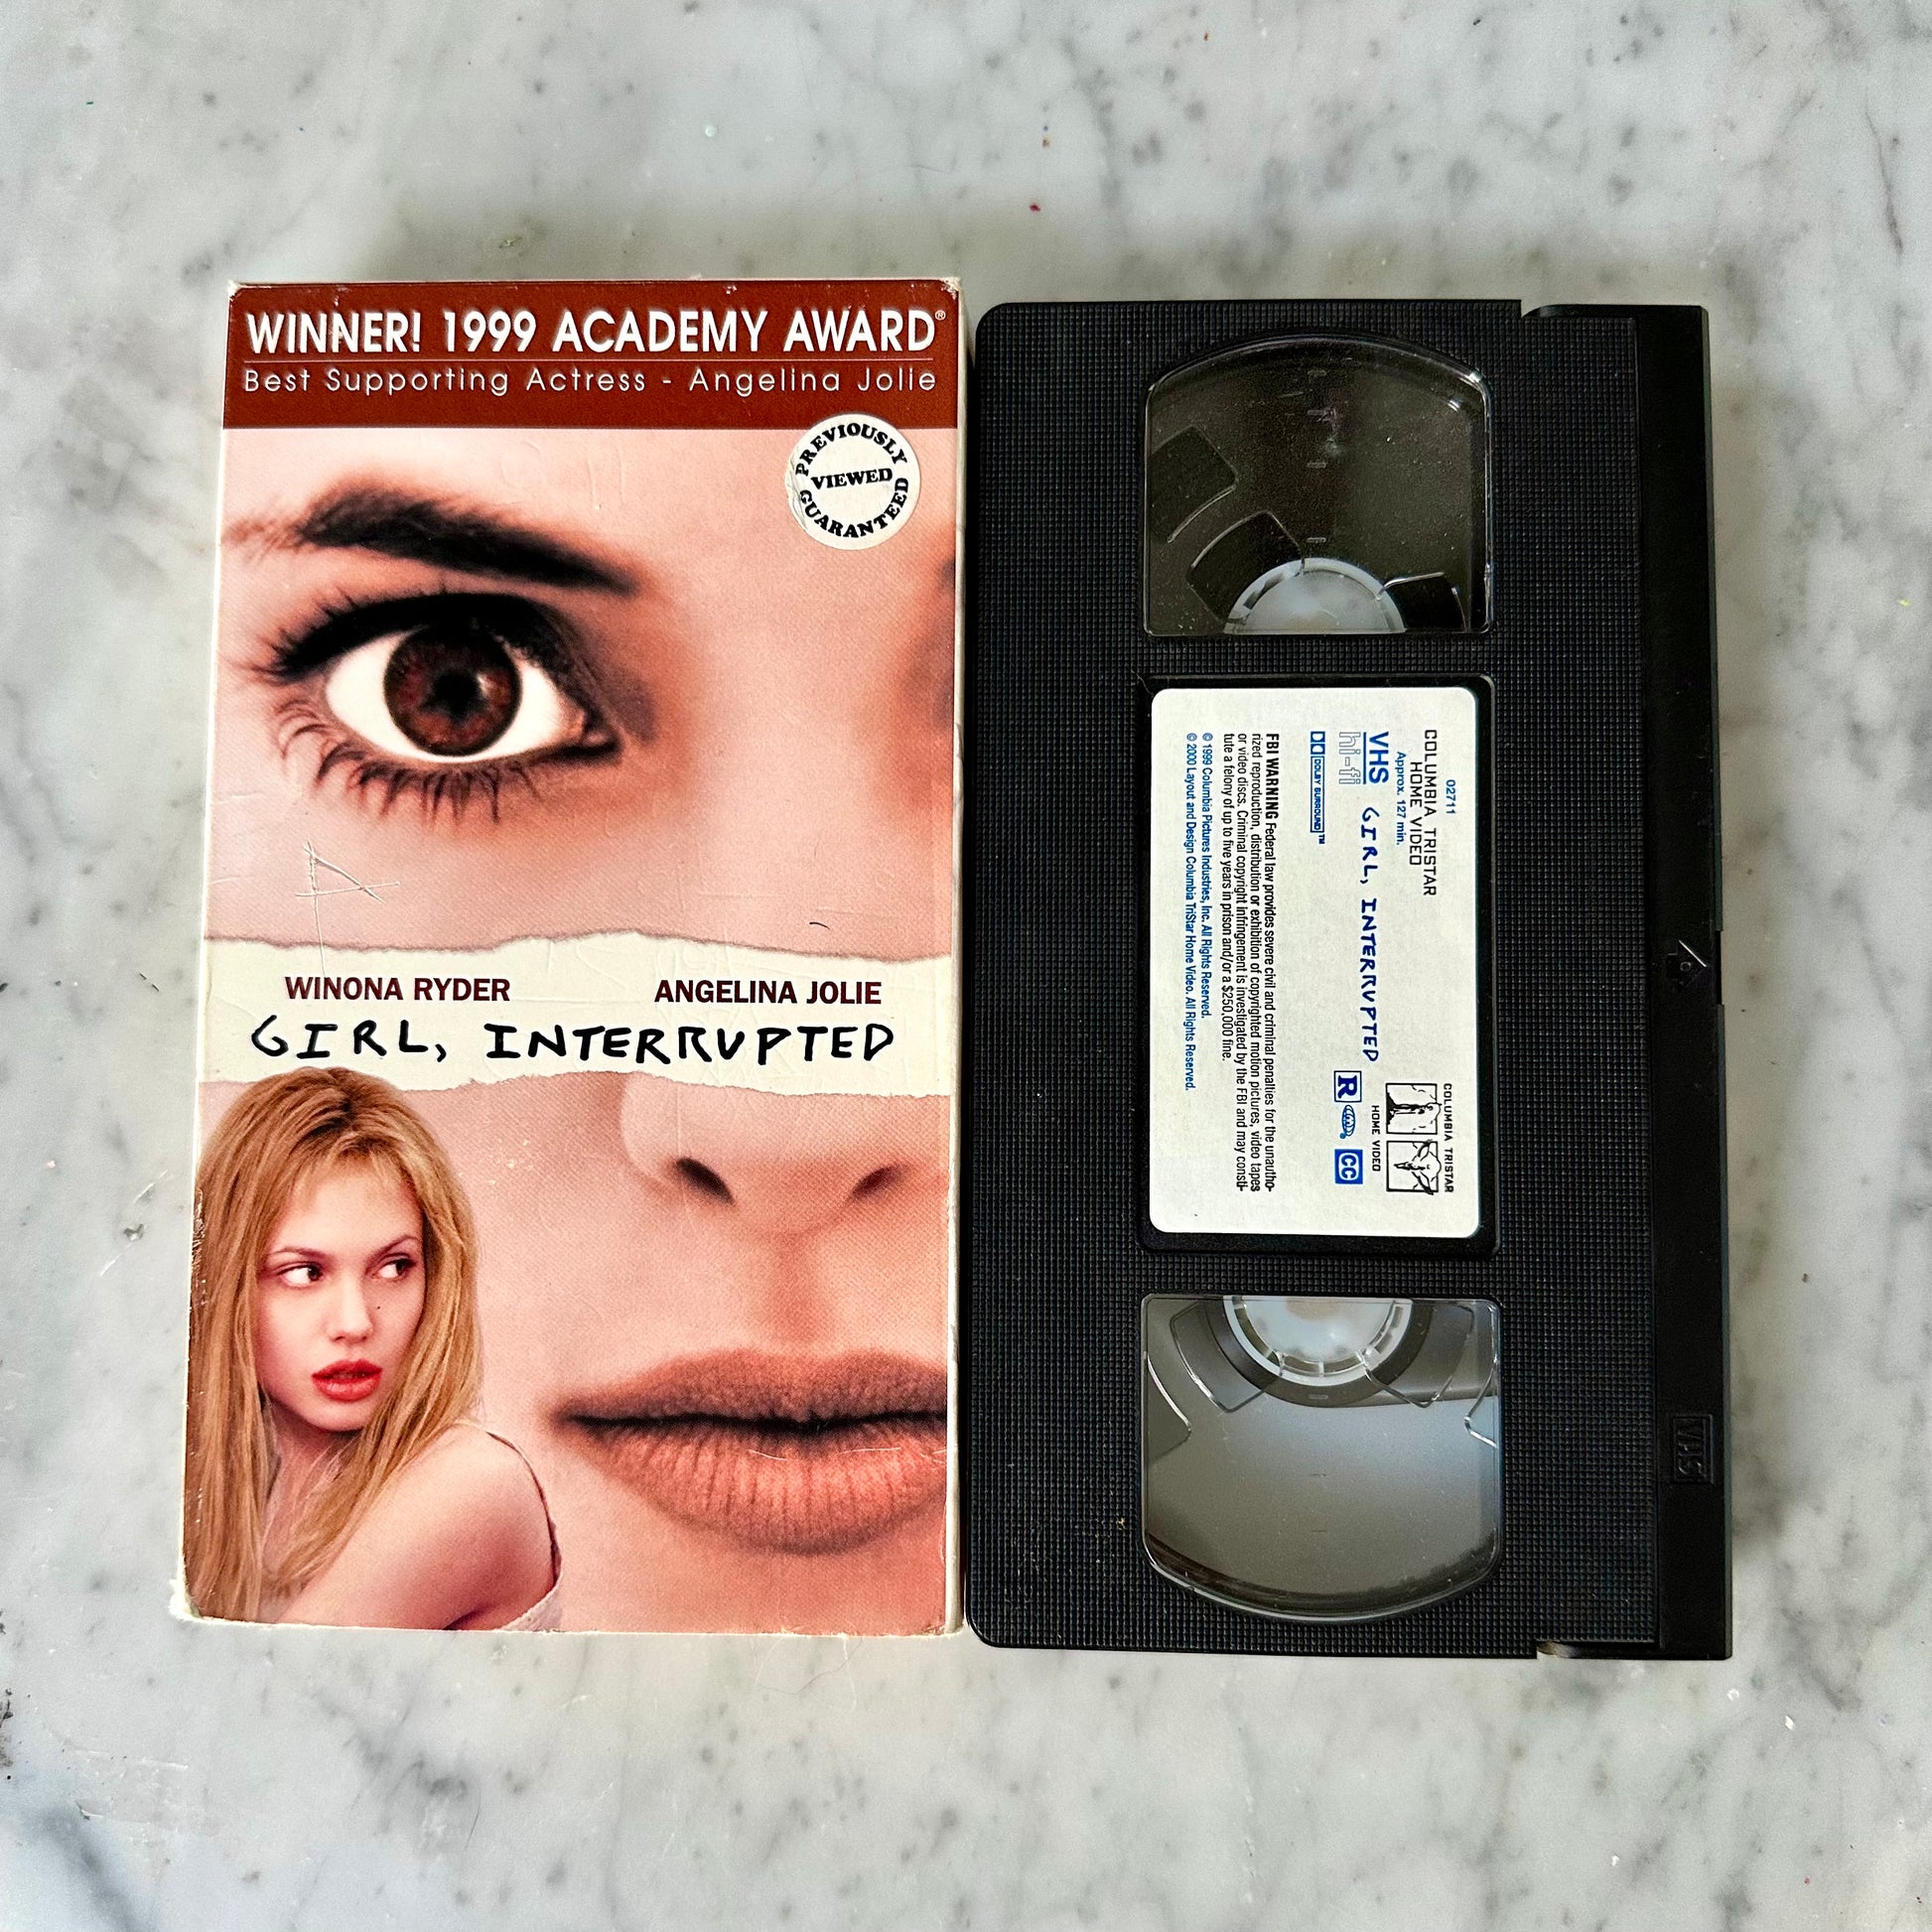 WINNER! 1999 ACADEMY AWARD®
Best Supporting Actress - Angelina Jolie
PREVIOUSLY
VIEWED
GUARANTEED
WINONA RYDER
ANGELINA JOLIE
GIRL, INTERRUPTED
02711
COLUMBIA TRISTAR
HOME VIDEO
Approx. 127 min.
VHS
hi-fi
GIRL, INTERRUPTED
DOLBY SURROUND™
COLUMBIA TRISTAR
HOME VIDEO
R
CC
FBI WARNING Federal law provides severe civil and criminal penalties for the unautho-
rized reproduction, distribution or exhibition of copyrighted motion pictures, video tapes
or video discs. Criminal copyright infringement is investigated by the FBI and may consti-
tute a felony of up to five years in prison and/or a $250,000 fine.
© 1999 Columbia Pictures Industries, Inc. All Rights Reserved.
© 2000 Layout and Design Columbia TriStar Home Video. All Rights Reserved.
VHS